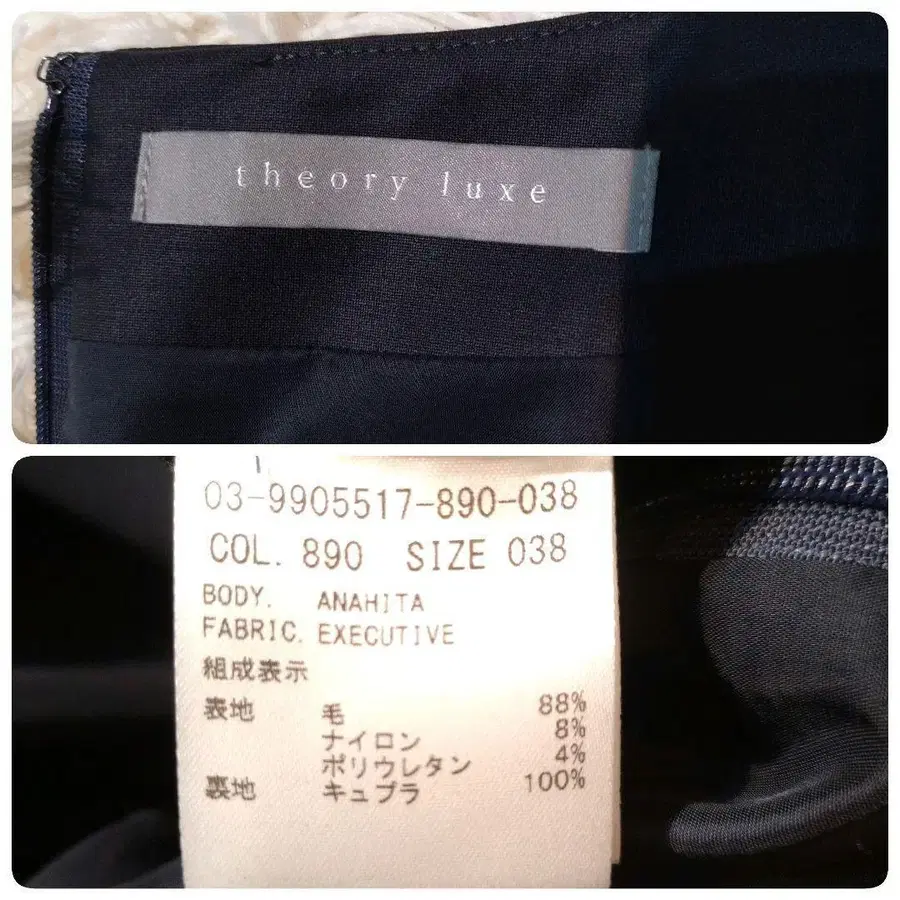 theory luxe
03-9905517-890-038
COL. 890 SIZE 038
BODY. ANAHITA
FABRIC. EXECUTIVE
組成表示
表地 毛 88%
ナイロン 8%
ポリウレタン 4%
裏地 キュプラ 100%